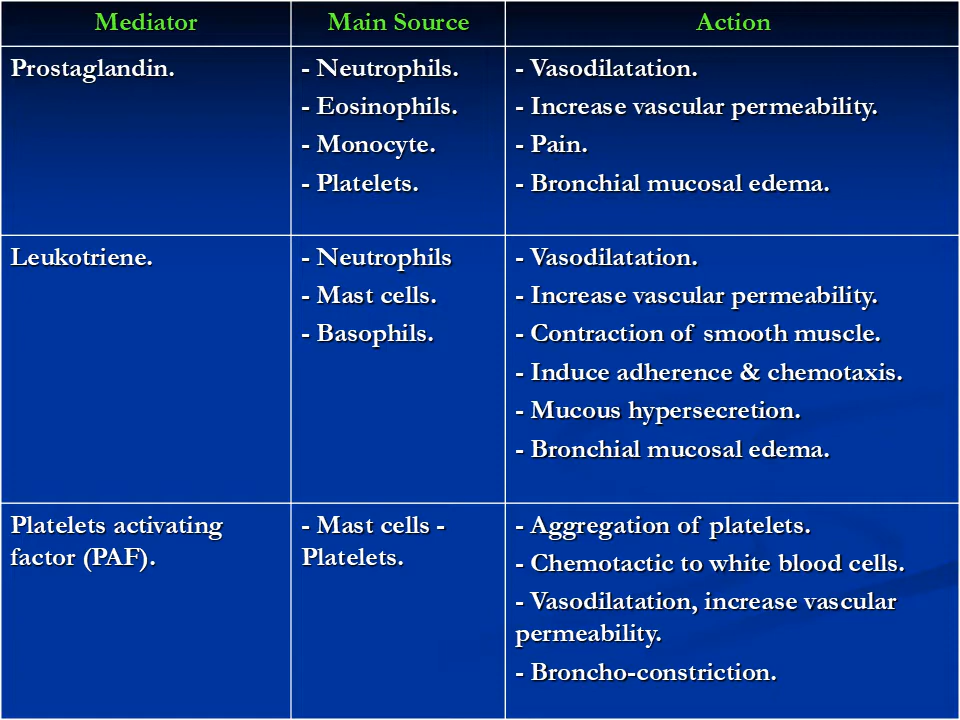 Mediator
Main Source
Action
Prostaglandin.
- Neutrophils.
- Eosinophils.
- Monocyte.
- Platelets.
- Vasodilatation.
- Increase vascular permeability.
- Pain.
- Bronchial mucosal edema.
Leukotriene.
- Neutrophils
- Mast cells.
- Basophils.
- Vasodilatation.
- Increase vascular permeability.
- Contraction of smooth muscle.
- Induce adherence & chemotaxis.
- Mucous hypersecretion.
- Bronchial mucosal edema.
Platelets activating
factor (PAF).
- Mast cells -
Platelets.
- Aggregation of platelets.
- Chemotactic to white blood cells.
- Vasodilatation, increase vascular
permeability.
- Broncho-constriction.